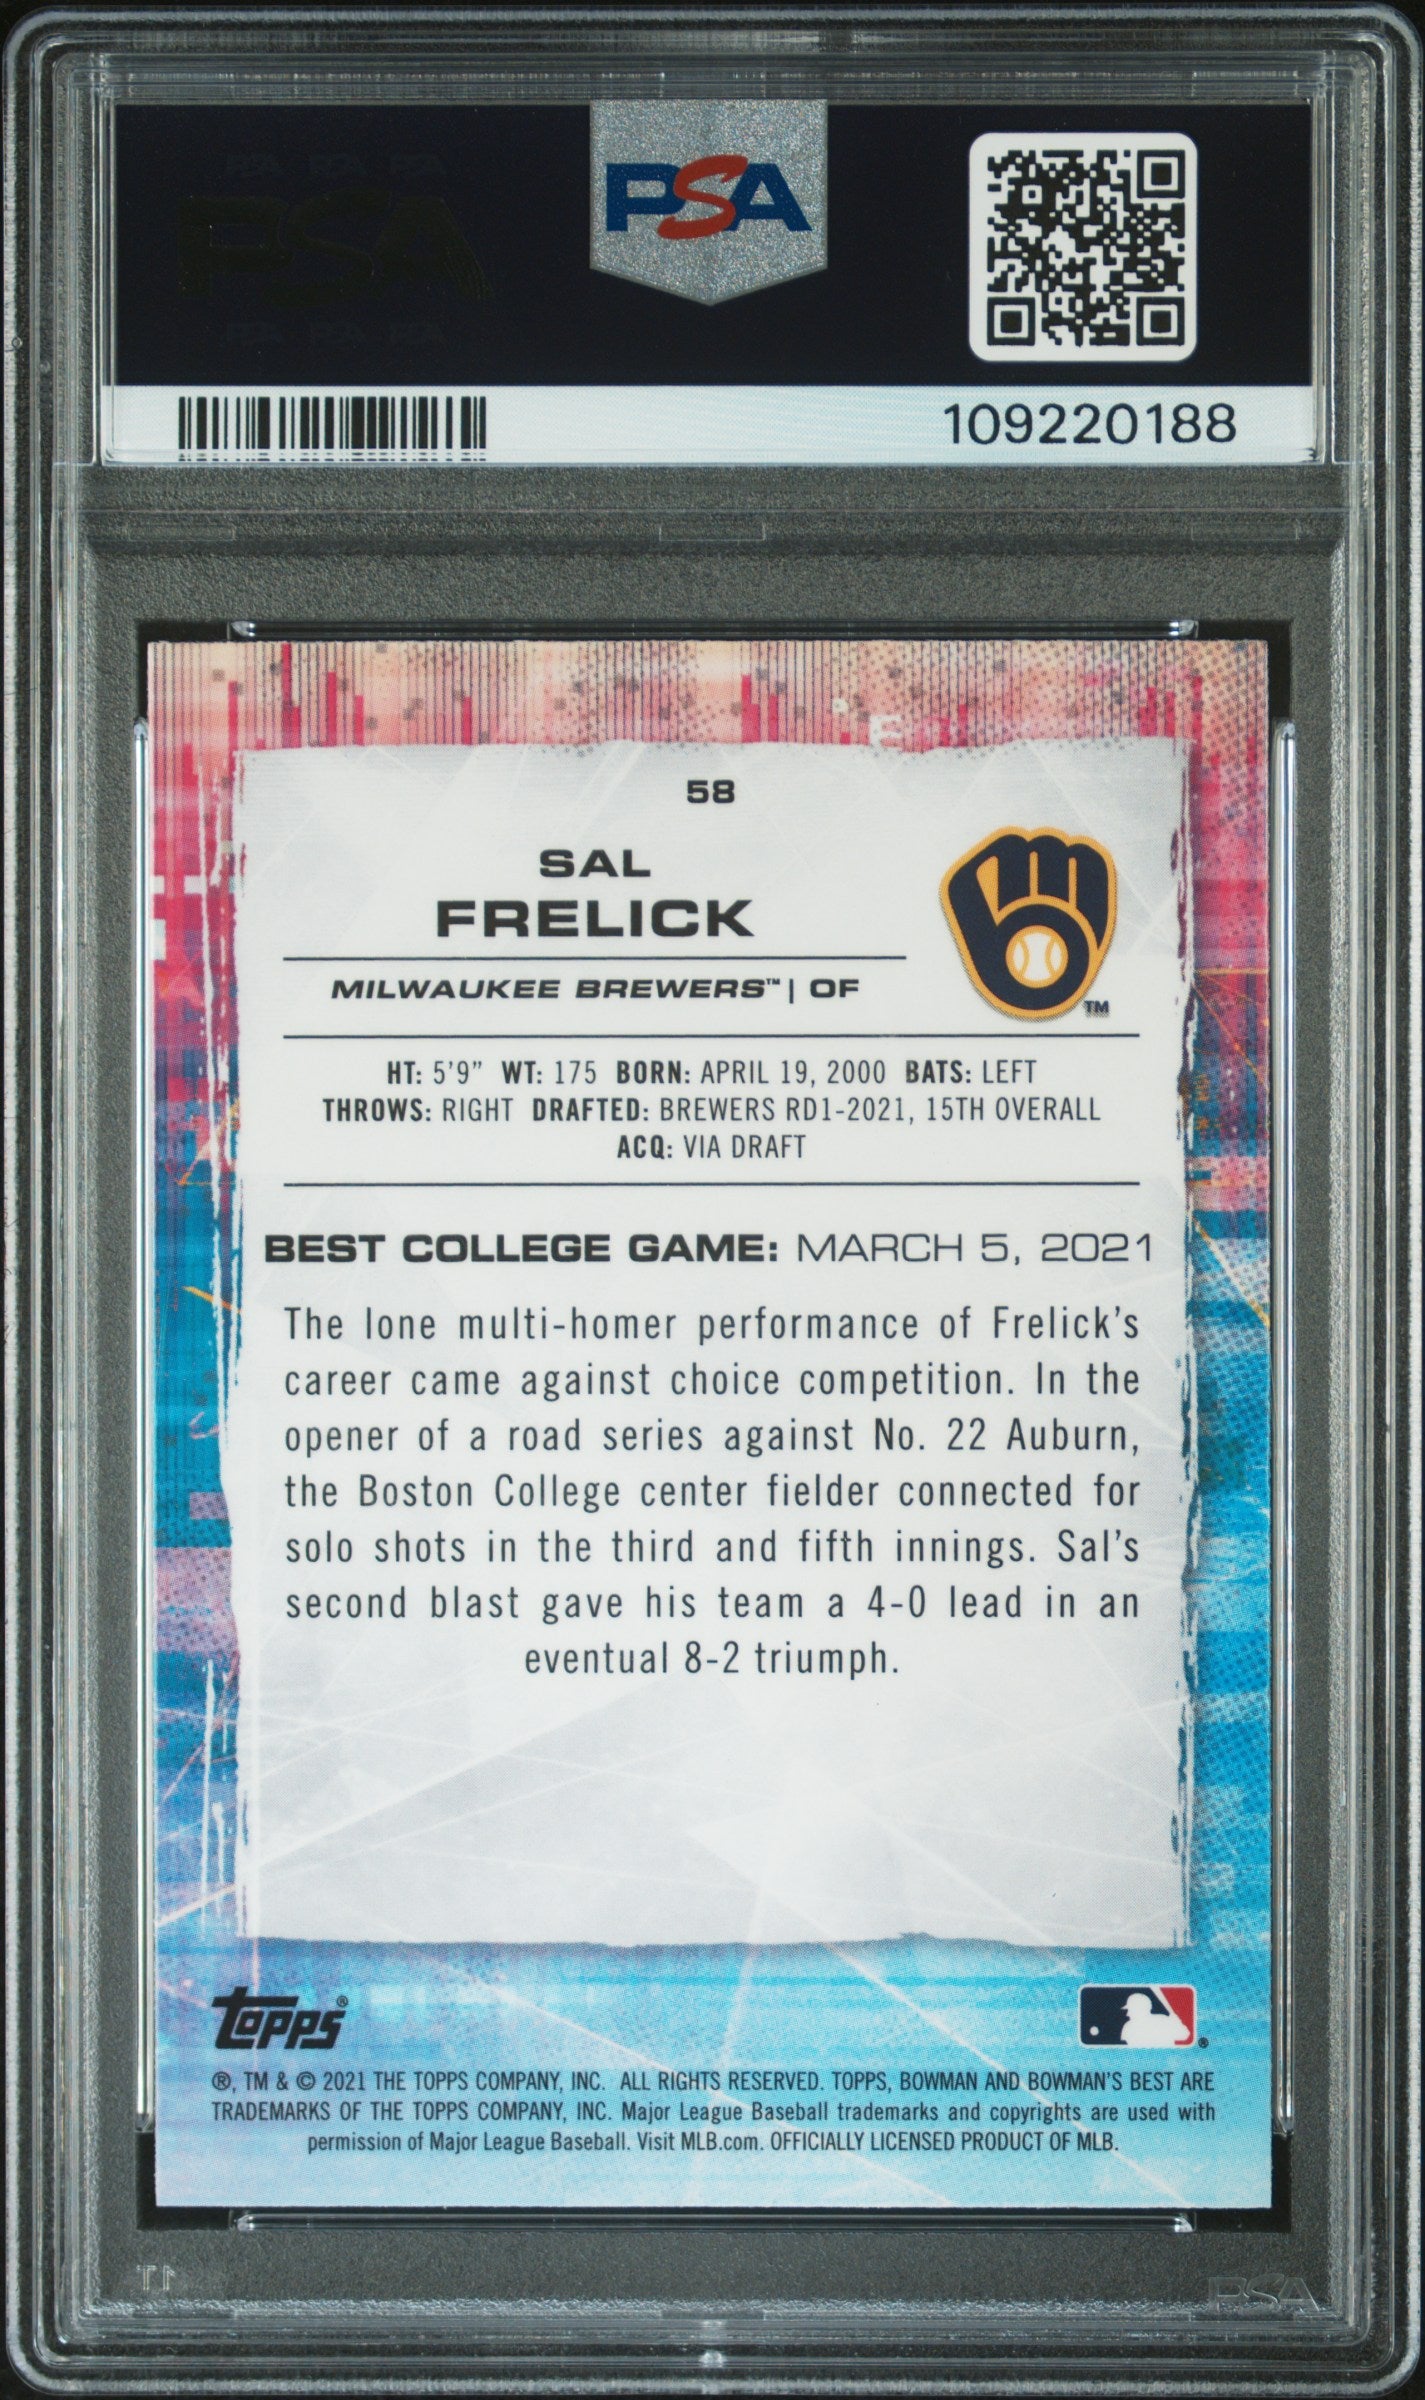 PSA
109220188
58
SAL
FRELICK
MILWAUKEE BREWERS™ | OF
TM
HT: 5'9" WT: 175 BORN: APRIL 19, 2000 BATS: LEFT
THROWS: RIGHT DRAFTED: BREWERS RD1-2021, 15TH OVERALL
ACQ: VIA DRAFT
BEST COLLEGE GAME: MARCH 5, 2021
The lone multi-homer performance of Frelick's
career came against choice competition. In the
opener of a road series against No. 22 Auburn,
the Boston College center fielder connected for
solo shots in the third and fifth innings. Sal's
second blast gave his team a 4-0 lead in an
eventual 8-2 triumph.
Topps®
®, TM & © 2021 THE TOPPS COMPANY, INC. ALL RIGHTS RESERVED. TOPPS, BOWMAN AND BOWMAN'S BEST ARE
TRADEMARKS OF THE TOPPS COMPANY, INC. Major League Baseball trademarks and copyrights are used with
permission of Major League Baseball. Visit MLB.com. OFFICIALLY LICENSED PRODUCT OF MLB.
PSA